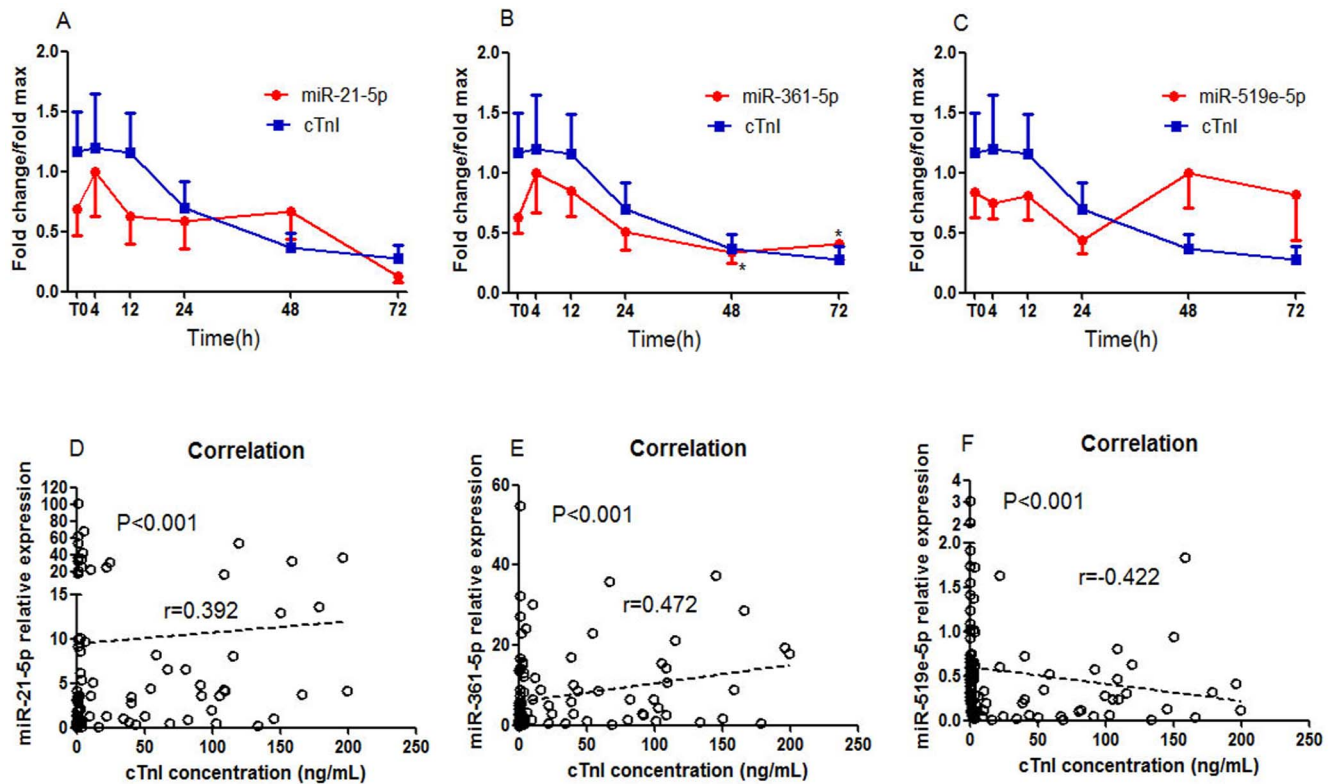 A
Fold change/fold max
2.0
1.5
1.0
0.5
0.0
miR-21-5p
cTnI
T0 4 12 24 48 72
Time(h)
B
Fold change/fold max
2.0
1.5
1.0
0.5
0.0
miR-361-5p
cTnI
*
*
T0 4 12 24 48 72
Time(h)
C
Fold change/fold max
2.0
1.5
1.0
0.5
0.0
miR-519e-5p
cTnI
T0 4 12 24 48 72
Time(h)
D
Correlation
miR-21-5p relative expression
120
100
80
60
40
20
15
10
5
0
P<0.001
r=0.392
0 50 100 150 200 250
cTnI concentration (ng/mL)
E
Correlation
miR-361-5p relative expression
60
40
20
0
P<0.001
r=0.472
0 50 100 150 200 250
cTnI concentration (ng/mL)
F
Correlation
miR-519e-5p relative expression
4
3
2
2.0
1.5
1.0
0.5
0.0
P<0.001
r=-0.422
0 50 100 150 200 250
cTnI concentration (ng/mL)